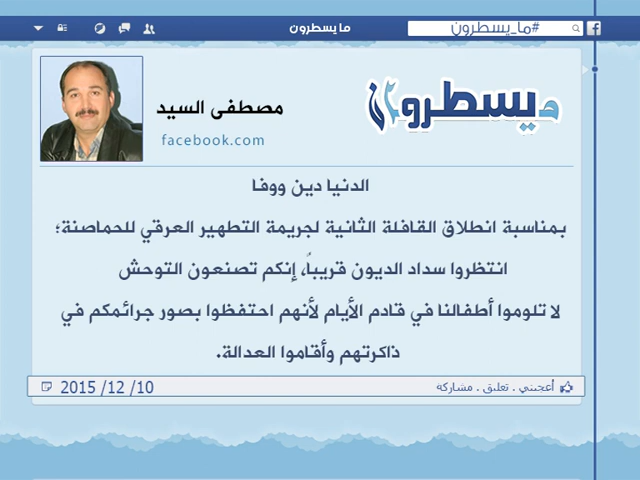 ما يسطرون
#ما_يسطرون
ما يسطرون
مصطفى السيد
facebook.com
الدنيا دين ووفا
بمناسبة انطلاق القافلة الثانية لجريمة التطهير العرقي للحماصنة؛
انتظروا سداد الديون قريباً، إنكم تصنعون التوحش
لا تلوموا أطفالنا في قادم الأيام لأنهم احتفظوا بصور جرائمكم في
ذاكرتهم وأقاموا العدالة.
أعجبني . تعليق . مشاركة
2015 /12 /10